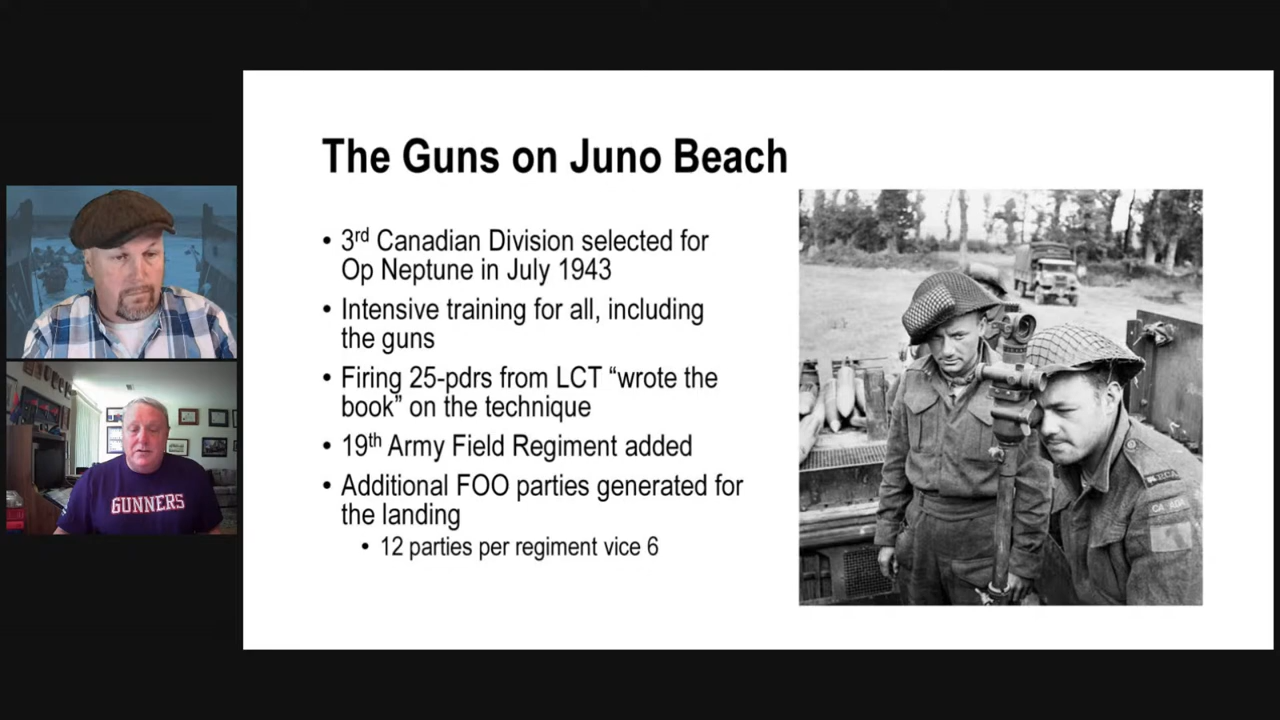 The Guns on Juno Beach
• 3rd Canadian Division selected for
Op Neptune in July 1943
• Intensive training for all, including
the guns
• Firing 25-pdrs from LCT “wrote the
book” on the technique
• 19th Army Field Regiment added
• Additional FOO parties generated for
the landing
• 12 parties per regiment vice 6
GUNNERS